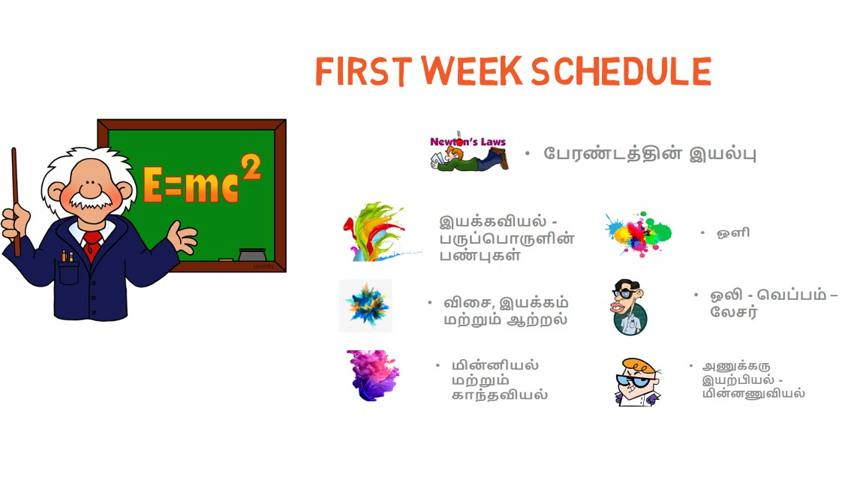 FIRST WEEK SCHEDULE
E=mc²
Newton's Laws
• பேரண்டத்தின் இயல்பு
இயக்கவியல் -
பருப்பொருளின்
பண்புகள்
• ஒளி
• விசை, இயக்கம்
மற்றும் ஆற்றல்
• ஒலி - வெப்பம் –
லேசர்
• மின்னியல்
மற்றும்
காந்தவியல்
• அணுக்கரு
இயற்பியல் -
மின்னணுவியல்